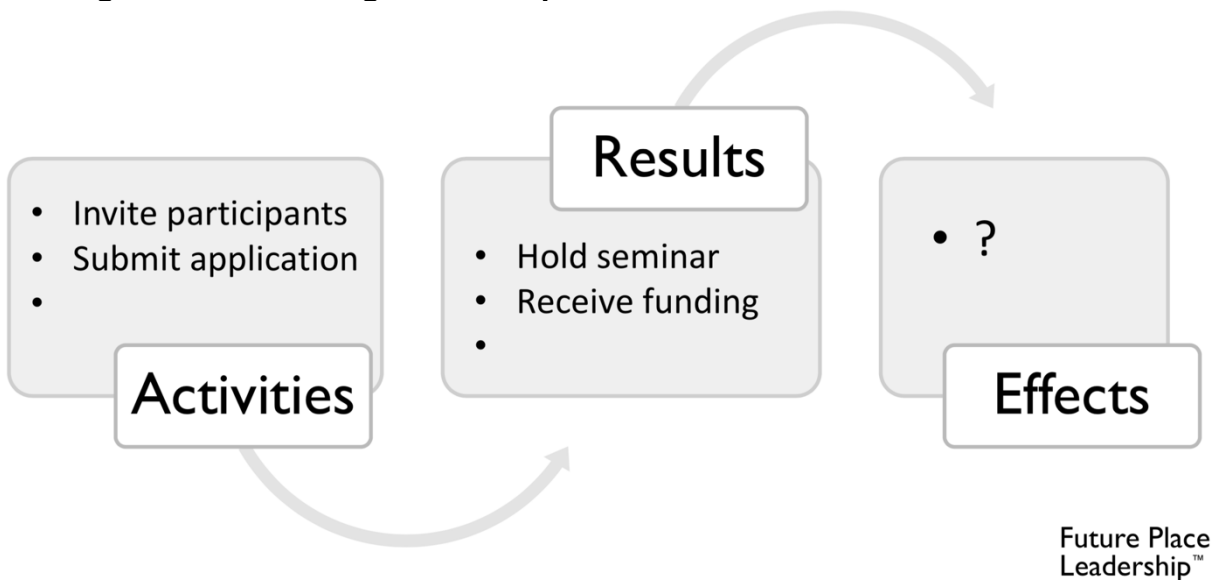 • Invite participants
• Submit application
•
Activities
Results
• Hold seminar
• Receive funding
•
• ?
Effects
Future Place
Leadership™